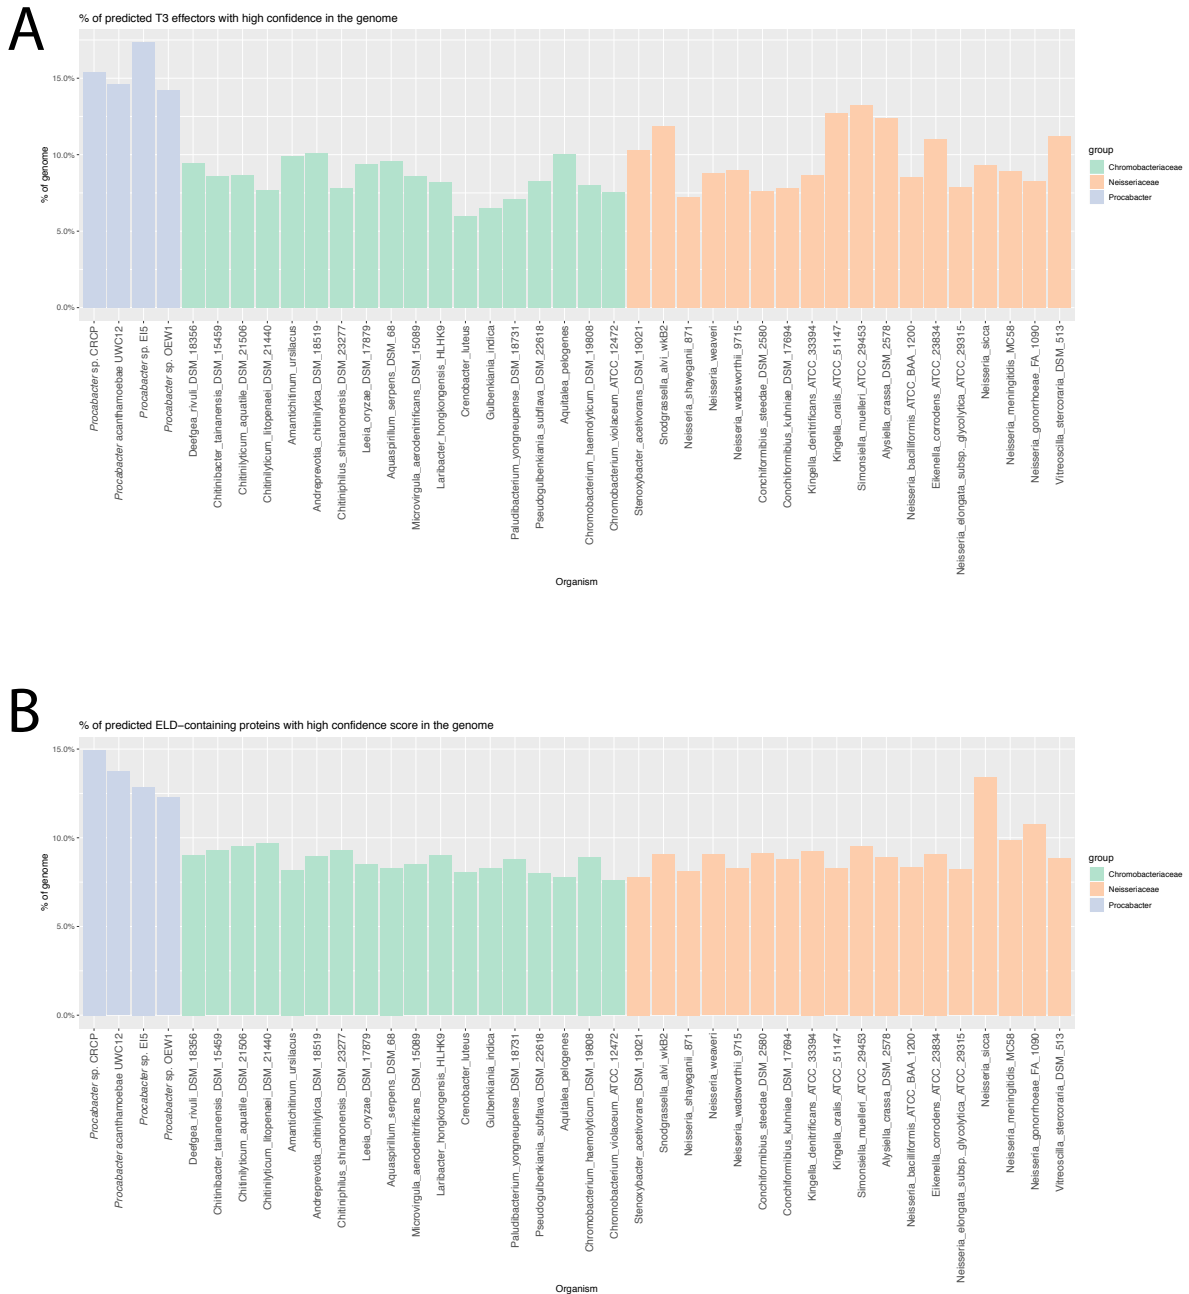 A
% of predicted T3 effectors with high confidence in the genome
15.0%
10.0%
5.0%
0.0%
% of genome
Procabacter sp. CRCP
Procabacter acanthamoebae UWC12
Procabacter sp. EI5
Procabacter sp. OEW1
Deefgea_rivuli_DSM_18356
Chitinibacter_tainanensis_DSM_15459
Chitinilyticum_aquatile_DSM_21506
Chitinilyticum_litopenaei_DSM_21440
Amantichitinum_ursilacus
Andreprevotia_chitinilytica_DSM_18519
Chitiniphilus_shinanonensis_DSM_23277
Leeia_oryzae_DSM_17879
Aquaspirillum_serpens_DSM_68
Microvirgula_aerodenitrificans_DSM_15089
Laribacter_hongkongensis_HLHK9
Crenobacter_luteus
Gulbenkiania_indica
Paludibacterium_yongneupense_DSM_18731
Pseudogulbenkiania_subflava_DSM_22618
Aquitalea_pelogenes
Chromobacterium_haemolyticum_DSM_19808
Chromobacterium_violaceum_ATCC_12472
Stenoxybacter_acetivorans_DSM_19021
Snodgrassella_alvi_wkB2
Neisseria_shayeganii_871
Neisseria_weaveri
Neisseria_wadsworthii_9715
Conchiformibius_steedae_DSM_2580
Conchiformibius_kuhniae_DSM_17694
Kingella_denitrificans_ATCC_33394
Kingella_oralis_ATCC_51147
Simonsiella_muelleri_ATCC_29453
Alysiella_crassa_DSM_2578
Neisseria_bacilliformis_ATCC_BAA_1200
Eikenella_corrodens_ATCC_23834
Neisseria_elongata_subsp._glycolytica_ATCC_29315
Neisseria_sicca
Neisseria_meningitidis_MC58
Neisseria_gonorrhoeae_FA_1090
Vitreoscilla_stercoraria_DSM_513
Organism
group
Chromobacteriaceae
Neisseriaceae
Procabacter
B
% of predicted ELD−containing proteins with high confidence score in the genome
15.0%
10.0%
5.0%
0.0%
% of genome
Procabacter sp. CRCP
Procabacter acanthamoebae UWC12
Procabacter sp. EI5
Procabacter sp. OEW1
Deefgea_rivuli_DSM_18356
Chitinibacter_tainanensis_DSM_15459
Chitinilyticum_aquatile_DSM_21506
Chitinilyticum_litopenaei_DSM_21440
Amantichitinum_ursilacus
Andreprevotia_chitinilytica_DSM_18519
Chitiniphilus_shinanonensis_DSM_23277
Leeia_oryzae_DSM_17879
Aquaspirillum_serpens_DSM_68
Microvirgula_aerodenitrificans_DSM_15089
Laribacter_hongkongensis_HLHK9
Crenobacter_luteus
Gulbenkiania_indica
Paludibacterium_yongneupense_DSM_18731
Pseudogulbenkiania_subflava_DSM_22618
Aquitalea_pelogenes
Chromobacterium_haemolyticum_DSM_19808
Chromobacterium_violaceum_ATCC_12472
Stenoxybacter_acetivorans_DSM_19021
Snodgrassella_alvi_wkB2
Neisseria_shayeganii_871
Neisseria_weaveri
Neisseria_wadsworthii_9715
Conchiformibius_steedae_DSM_2580
Conchiformibius_kuhniae_DSM_17694
Kingella_denitrificans_ATCC_33394
Kingella_oralis_ATCC_51147
Simonsiella_muelleri_ATCC_29453
Alysiella_crassa_DSM_2578
Neisseria_bacilliformis_ATCC_BAA_1200
Eikenella_corrodens_ATCC_23834
Neisseria_elongata_subsp._glycolytica_ATCC_29315
Neisseria_sicca
Neisseria_meningitidis_MC58
Neisseria_gonorrhoeae_FA_1090
Vitreoscilla_stercoraria_DSM_513
Organism
group
Chromobacteriaceae
Neisseriaceae
Procabacter